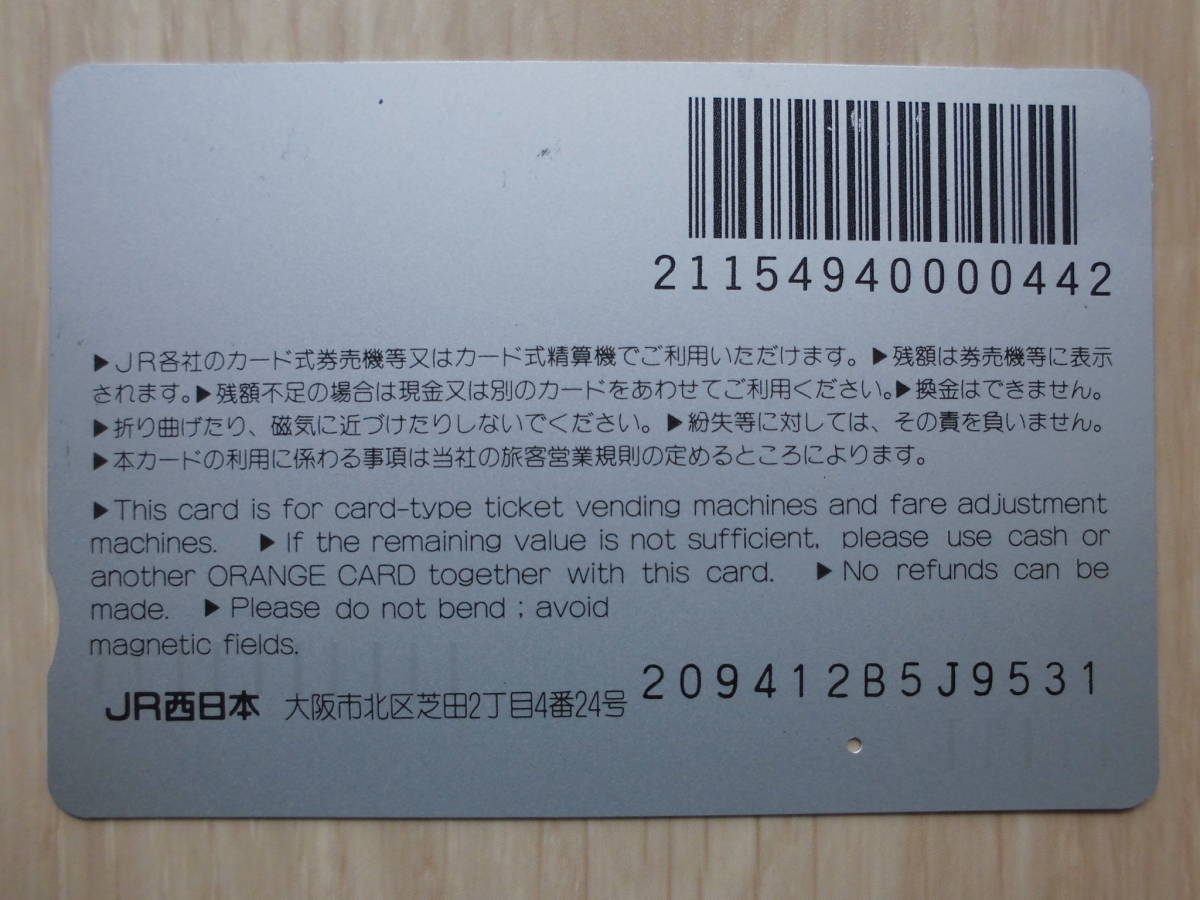 21154940000442
▶JR各社のカード式券売機等又はカード式精算機でご利用いただけます。▶残額は券売機等に表示
されます。▶残額不足の場合は現金又は別のカードをあわせてご利用ください。▶換金はできません。
▶折り曲げたり、磁気に近づけたりしないでください。▶紛失等に対しては、その責を負いません。
▶本カードの利用に係わる事項は当社の旅客営業規則の定めるところによります。
▶This card is for card-type ticket vending machines and fare adjustment
machines. ▶If the remaining value is not sufficient, please use cash or
another ORANGE CARD together with this card. ▶No refunds can be
made. ▶Please do not bend ; avoid
magnetic fields.
209412B5J9531
JR西日本 大阪市北区芝田2丁目4番24号